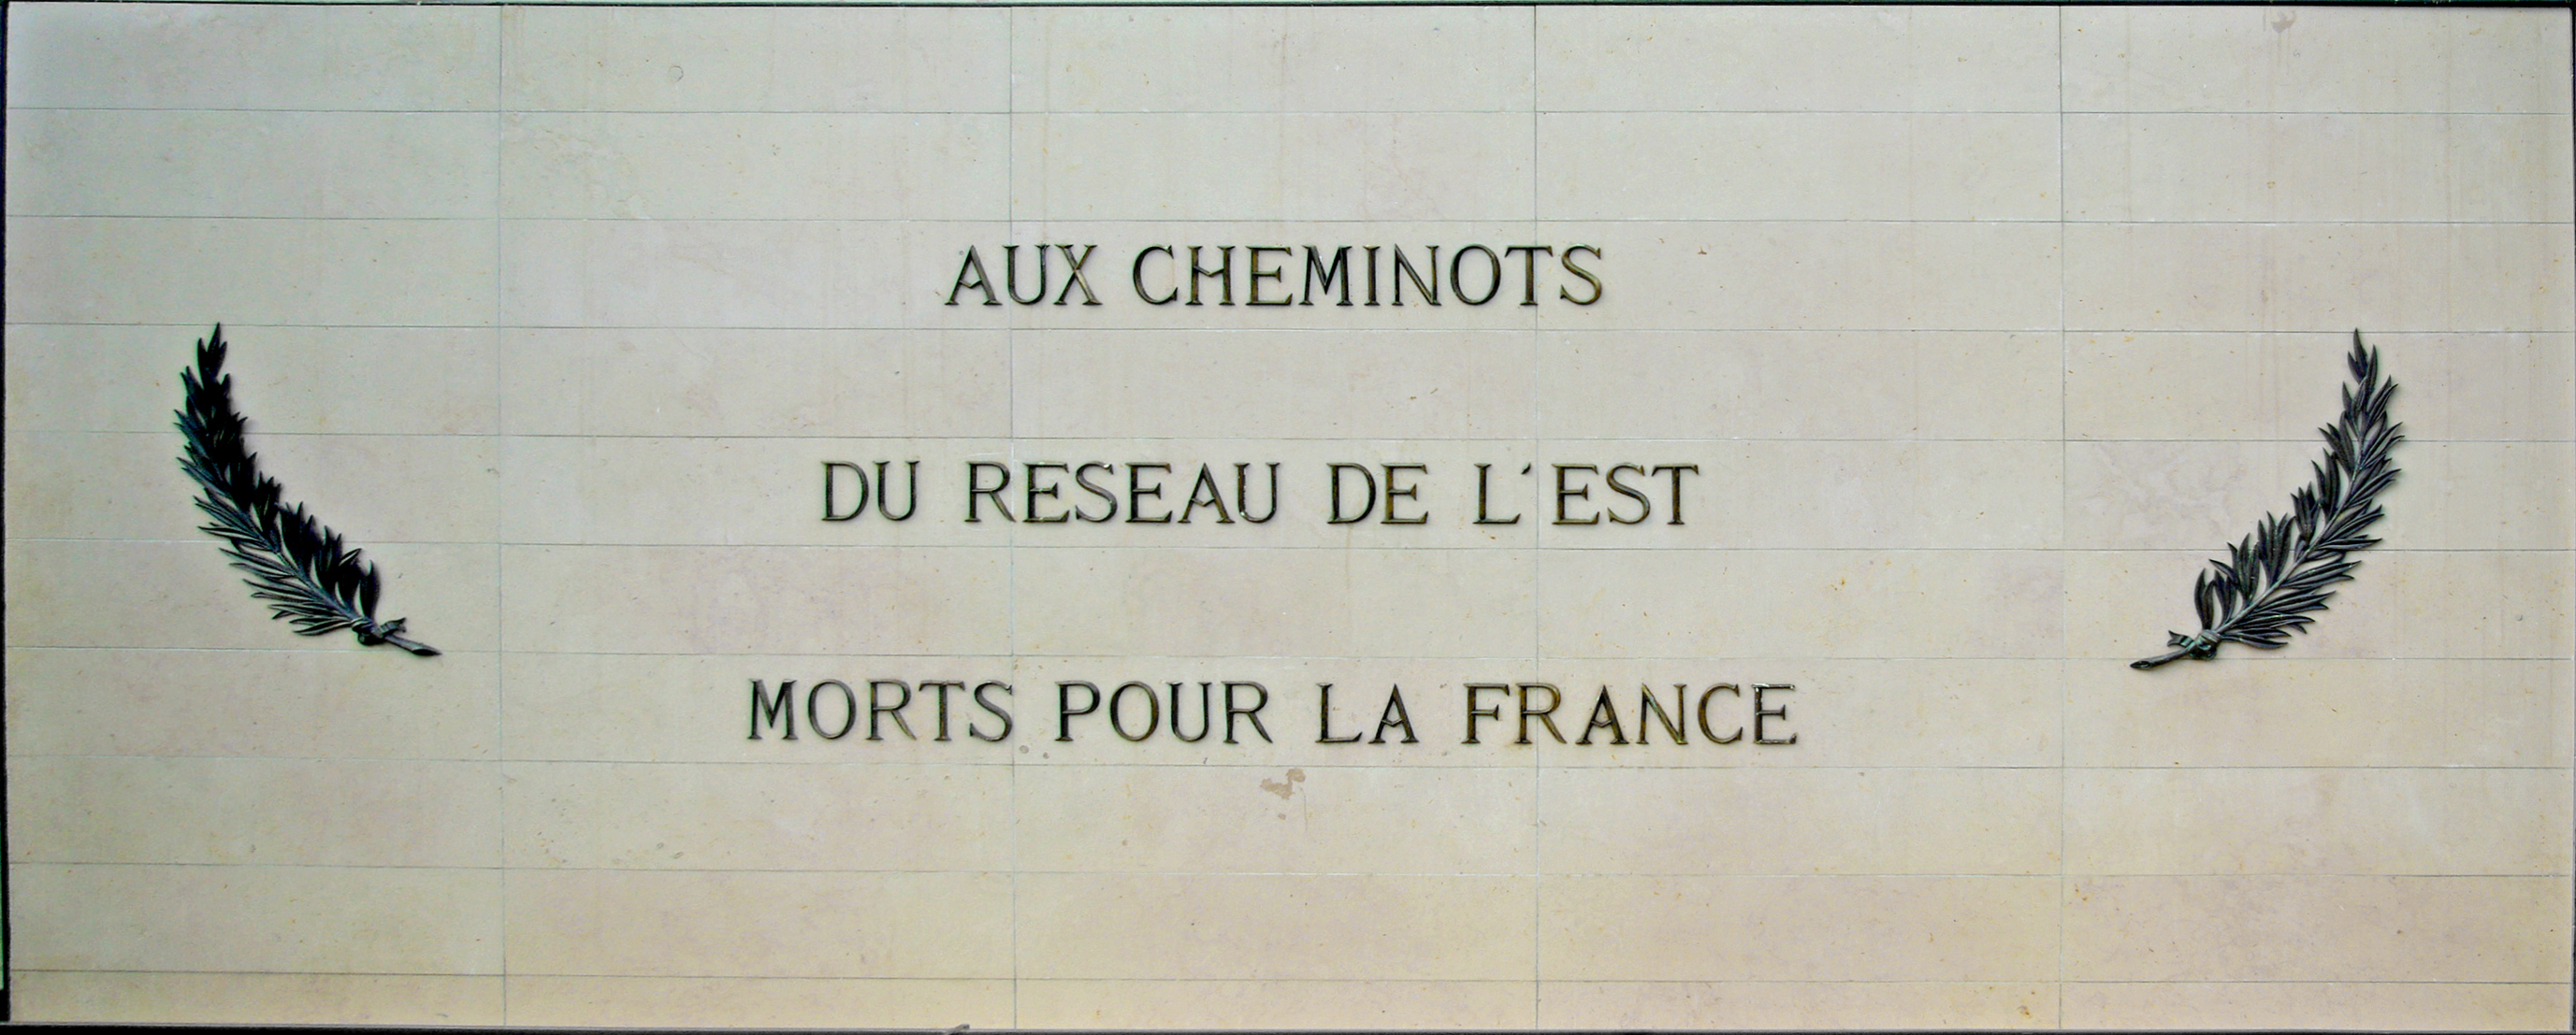 AUX CHEMINOTS
DU RESEAU DE L'EST
MORTS POUR LA FRANCE